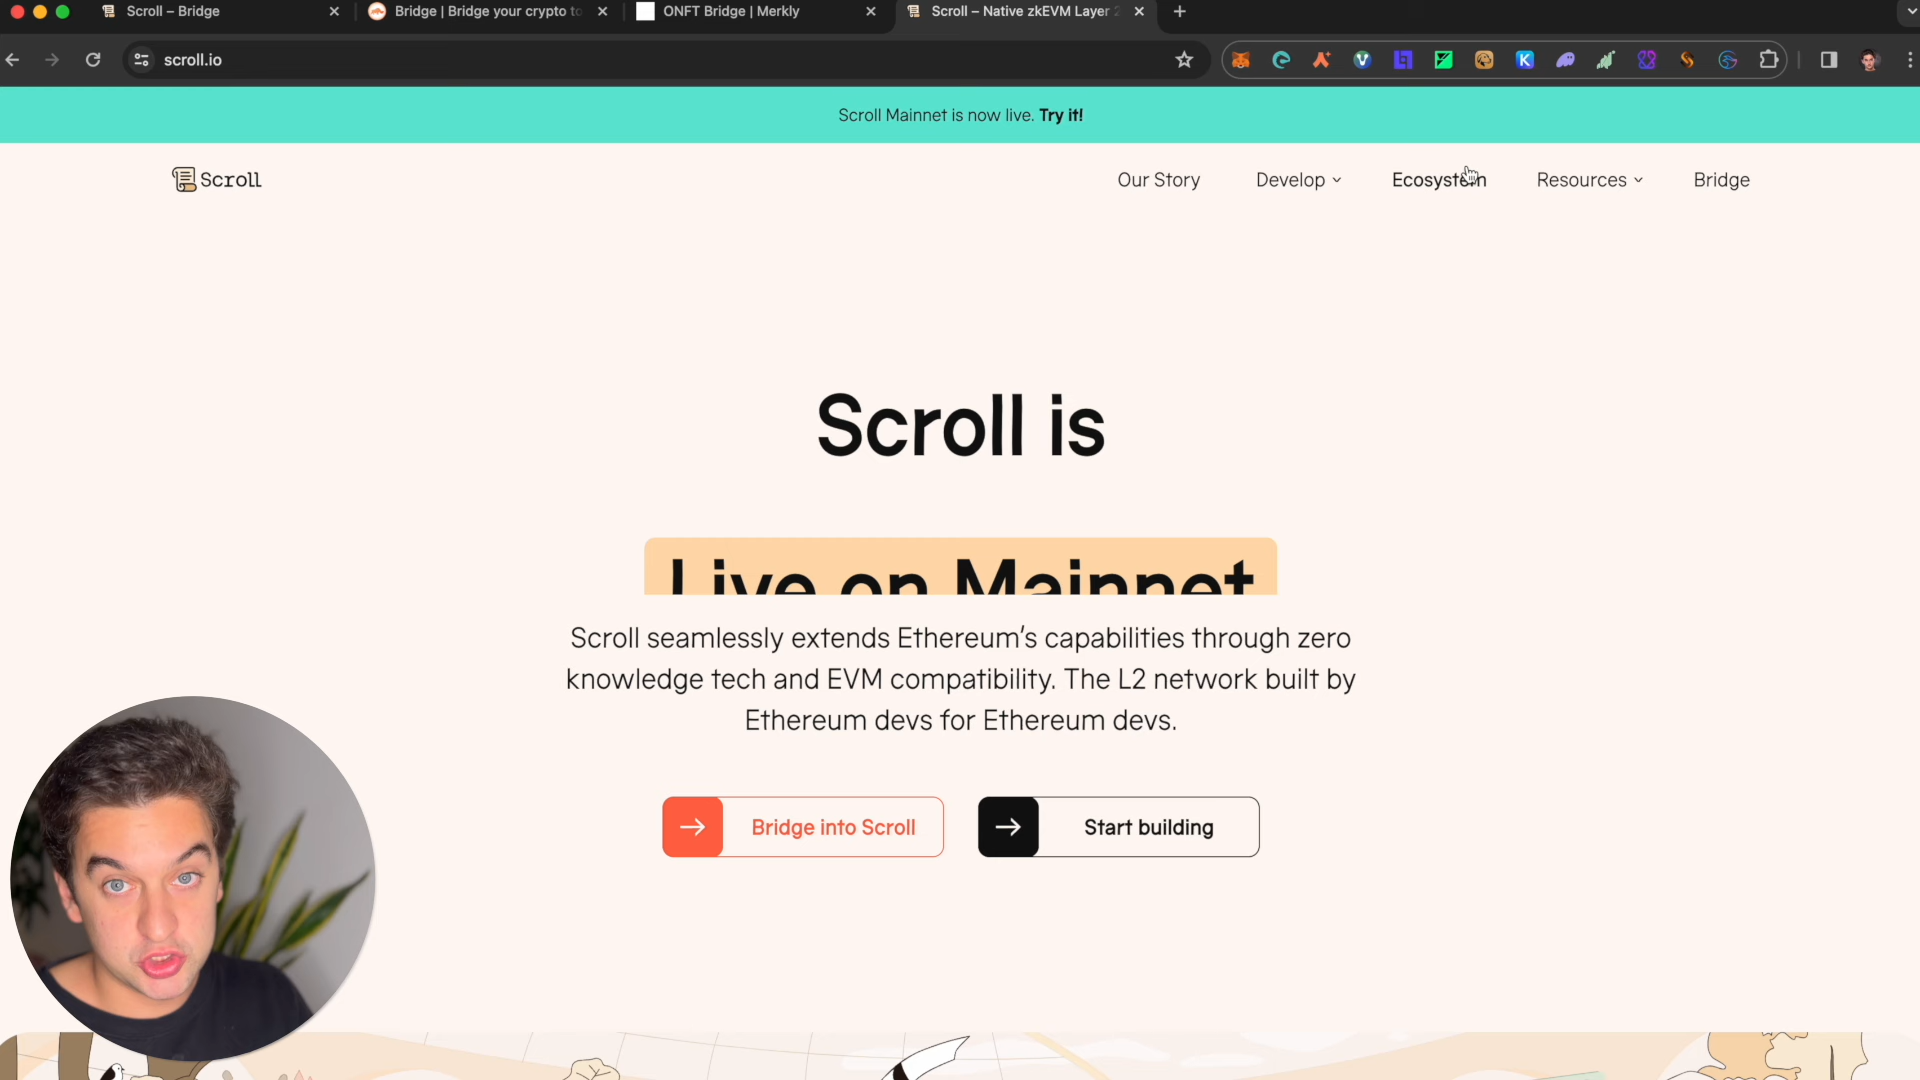 Scroll – Bridge
Bridge | Bridge your crypto to
ONFT Bridge | Merkly
Scroll – Native zkEVM Layer 2
scroll.io
Scroll Mainnet is now live. Try it!
Scroll
Our Story
Develop
Ecosystem
Resources
Bridge
Scroll is
Live on Mainnet
Scroll seamlessly extends Ethereum’s capabilities through zero
knowledge tech and EVM compatibility. The L2 network built by
Ethereum devs for Ethereum devs.
Bridge into Scroll
Start building